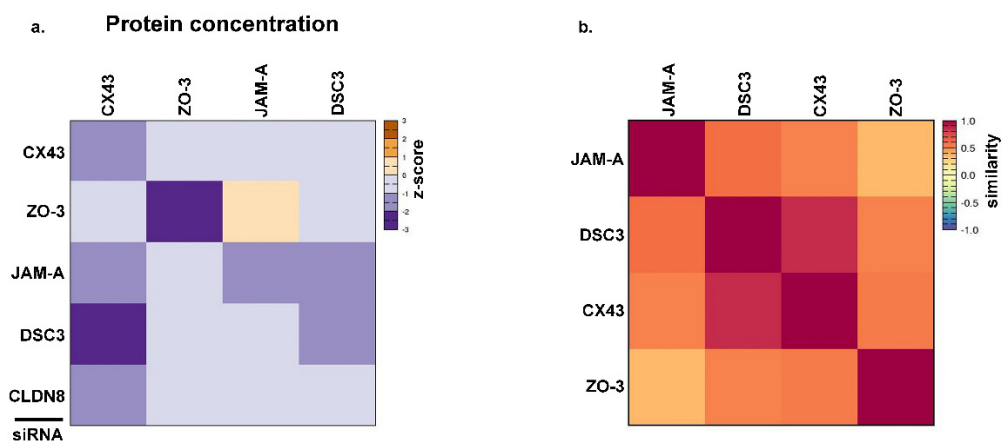 a.
Protein concentration
CX43
ZO-3
JAM-A
DSC3
CX43
ZO-3
JAM-A
DSC3
CLDN8
siRNA
3
2
1
0
-1
-2
-3
z-score
b.
JAM-A
DSC3
CX43
ZO-3
JAM-A
DSC3
CX43
ZO-3
1.0
0.5
0.0
-0.5
-1.0
similarity